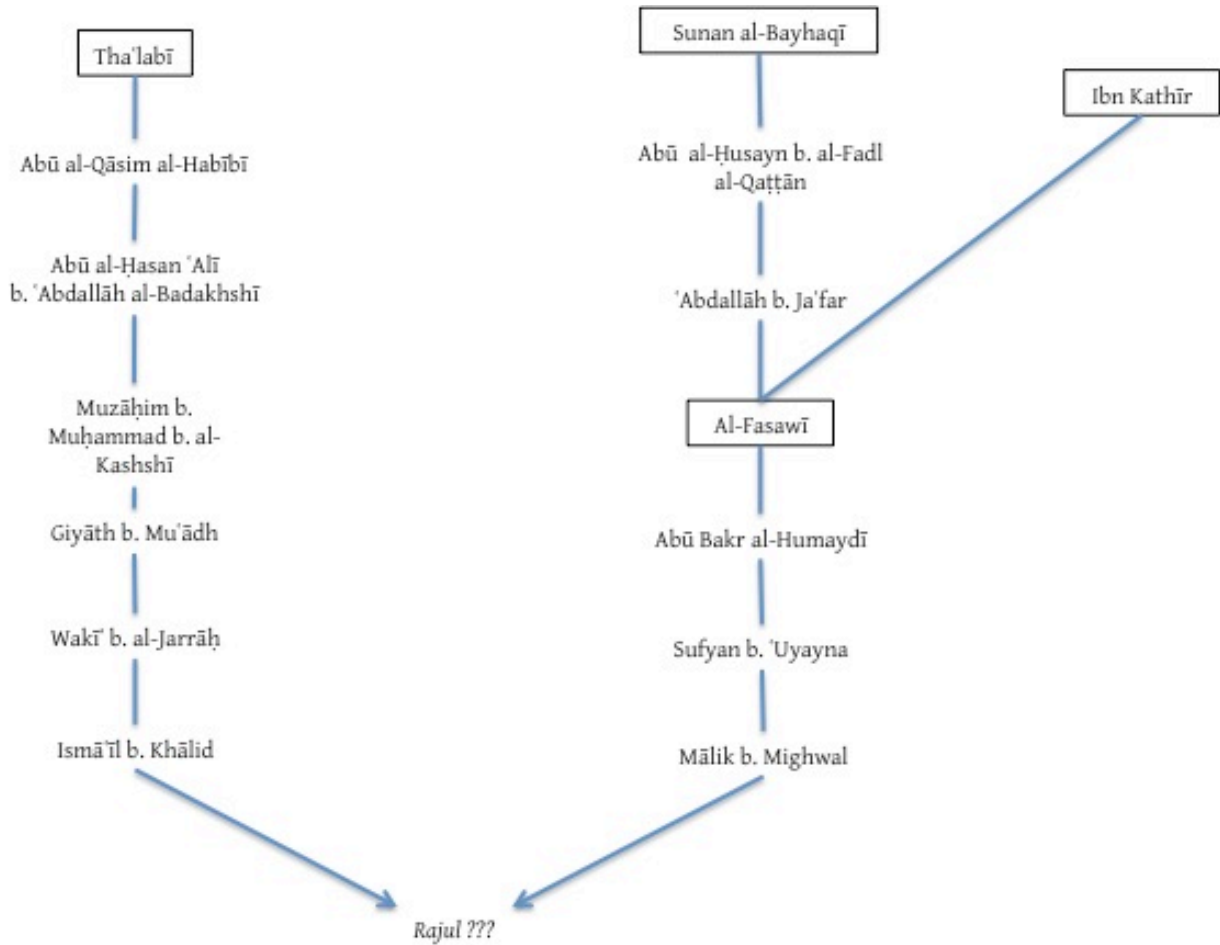 Thaʿlabī
Abū al-Qāsim al-Habībī
Abū al-Ḥasan ʿAlī
b. ʿAbdallāh al-Badakhshī
Muzāḥim b.
Muḥammad b. al-
Kashshī
Giyāth b. Muʿādh
Wakīʿ b. al-Jarrāḥ
Ismāʿīl b. Khālid
Sunan al-Bayhaqī
Abū al-Ḥusayn b. al-Fadl
al-Qaṭṭān
ʿAbdallāh b. Jaʿfar
Ibn Kathīr
Al-Fasawī
Abū Bakr al-Humaydī
Sufyan b. ʿUyayna
Mālik b. Mighwal
Rajul ???